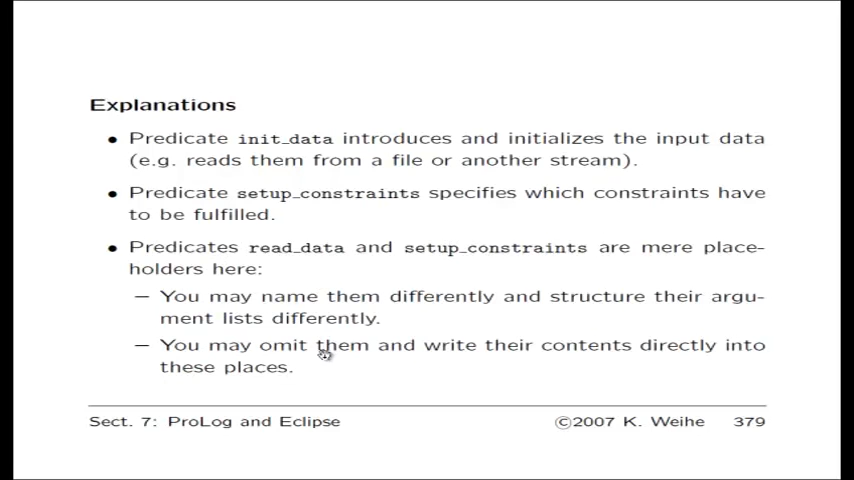 Explanations
• Predicate init_data introduces and initializes the input data
(e.g. reads them from a file or another stream).
• Predicate setup_constraints specifies which constraints have
to be fulfilled.
• Predicates read_data and setup_constraints are mere place-
holders here:
– You may name them differently and structure their argu-
ment lists differently.
– You may omit them and write their contents directly into
these places.
Sect. 7: ProLog and Eclipse ©2007 K. Weihe 379